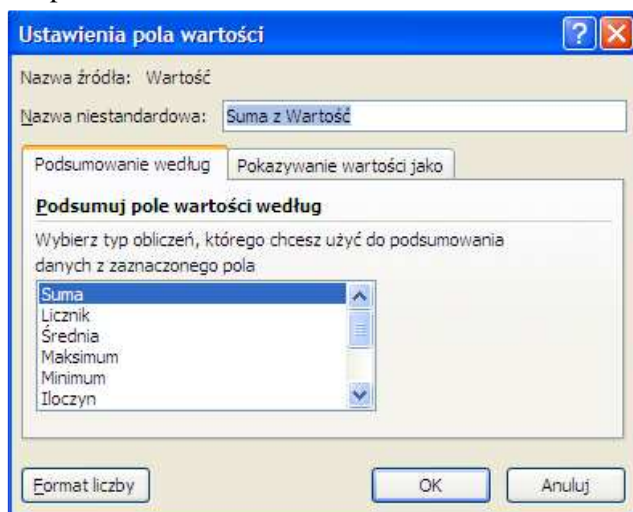 Ustawienia pola wartości
Nazwa źródła: Wartość
Nazwa niestandardowa: Suma z Wartość
Podsumowanie według Pokazywanie wartości jako
Podsumuj pole wartości według
Wybierz typ obliczeń, którego chcesz użyć do podsumowania
danych z zaznaczonego pola
Suma
Licznik
Średnia
Maksimum
Minimum
Iloczyn
Format liczby OK Anuluj